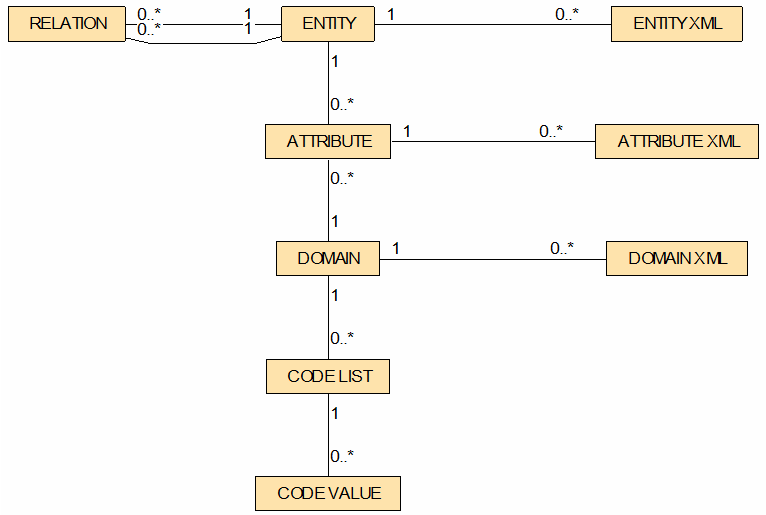 RELATION 0..* 1 ENTITY 1 0..* ENTITY XML
0..* 1
1
0..*
ATTRIBUTE 1 0..* ATTRIBUTE XML
0..*
1
DOMAIN 1 0..* DOMAIN XML
1
0..*
CODE LIST
1
0..*
CODE VALUE